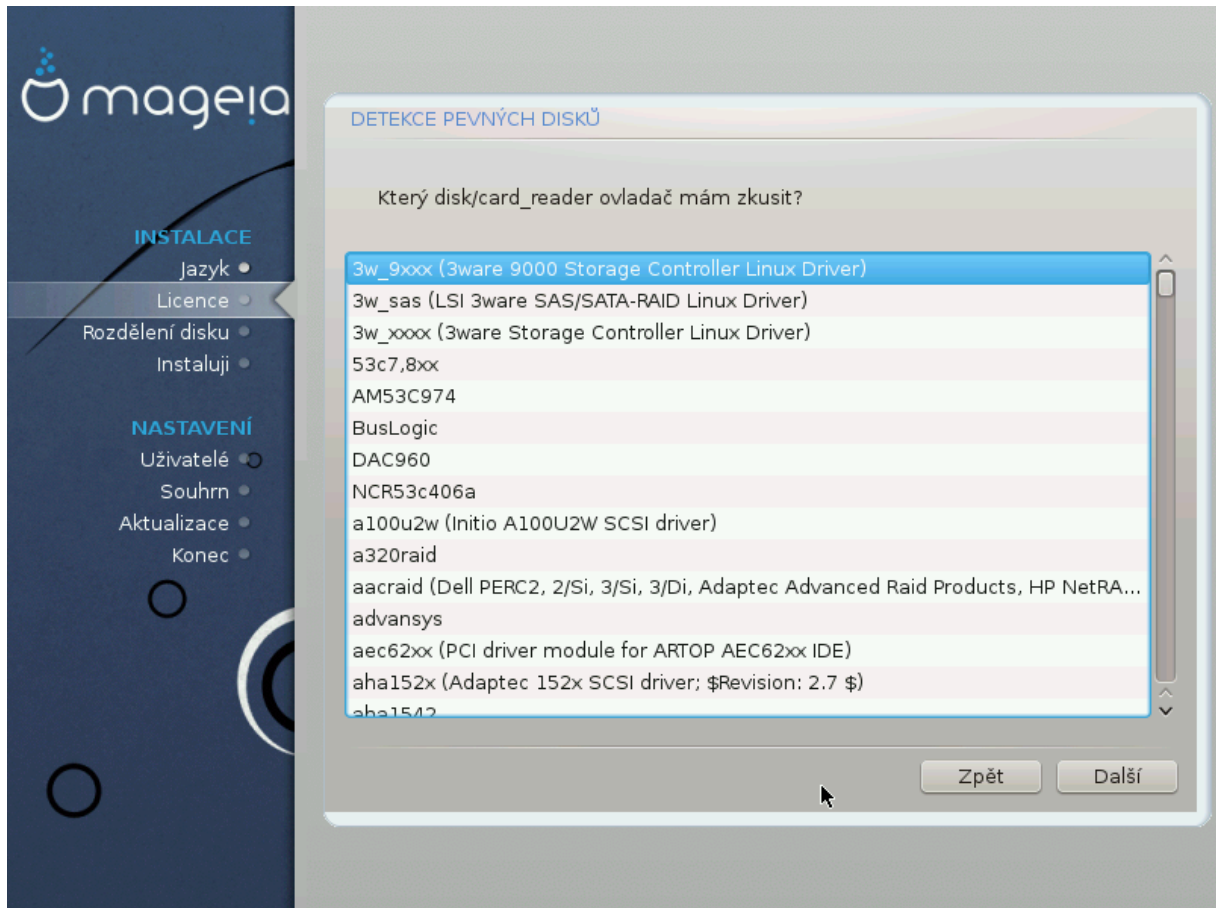 mageia
INSTALACE
Jazyk
Licence
Rozdělení disku
Instaluji
NASTAVENÍ
Uživatelé
Souhrn
Aktualizace
Konec
DETEKCE PEVNÝCH DISKŮ
Který disk/card_reader ovladač mám zkusit?
3w_9xxx (3ware 9000 Storage Controller Linux Driver)
3w_sas (LSI 3ware SAS/SATA-RAID Linux Driver)
3w_xxxx (3ware Storage Controller Linux Driver)
53c7,8xx
AM53C974
BusLogic
DAC960
NCR53c406a
a100u2w (Initio A100U2W SCSI driver)
a320raid
aacraid (Dell PERC2, 2/Si, 3/Si, 3/Di, Adaptec Advanced Raid Products, HP NetRA...
advansys
aec62xx (PCI driver module for ARTOP AEC62xx IDE)
aha152x (Adaptec 152x SCSI driver; $Revision: 2.7 $)
aha1542
Zpět
Další